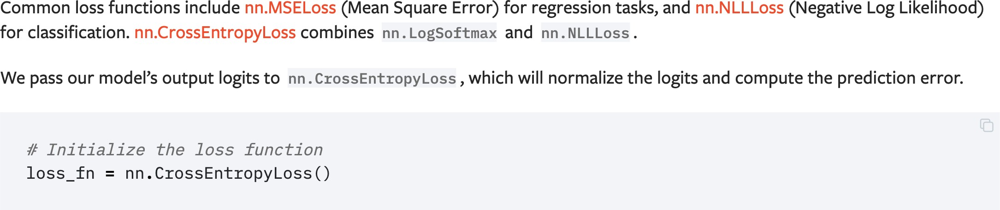 Common loss functions include nn.MSELoss (Mean Square Error) for regression tasks, and nn.NLLLoss (Negative Log Likelihood)
for classification. nn.CrossEntropyLoss combines nn.LogSoftmax and nn.NLLLoss.
We pass our model’s output logits to nn.CrossEntropyLoss, which will normalize the logits and compute the prediction error.
# Initialize the loss function
loss_fn = nn.CrossEntropyLoss()